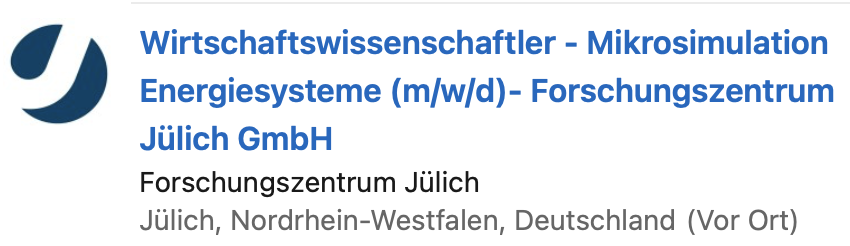 Wirtschaftswissenschaftler - Mikrosimulation
Energiesysteme (m/w/d)- Forschungszentrum
Jülich GmbH
Forschungszentrum Jülich
Jülich, Nordrhein-Westfalen, Deutschland (Vor Ort)